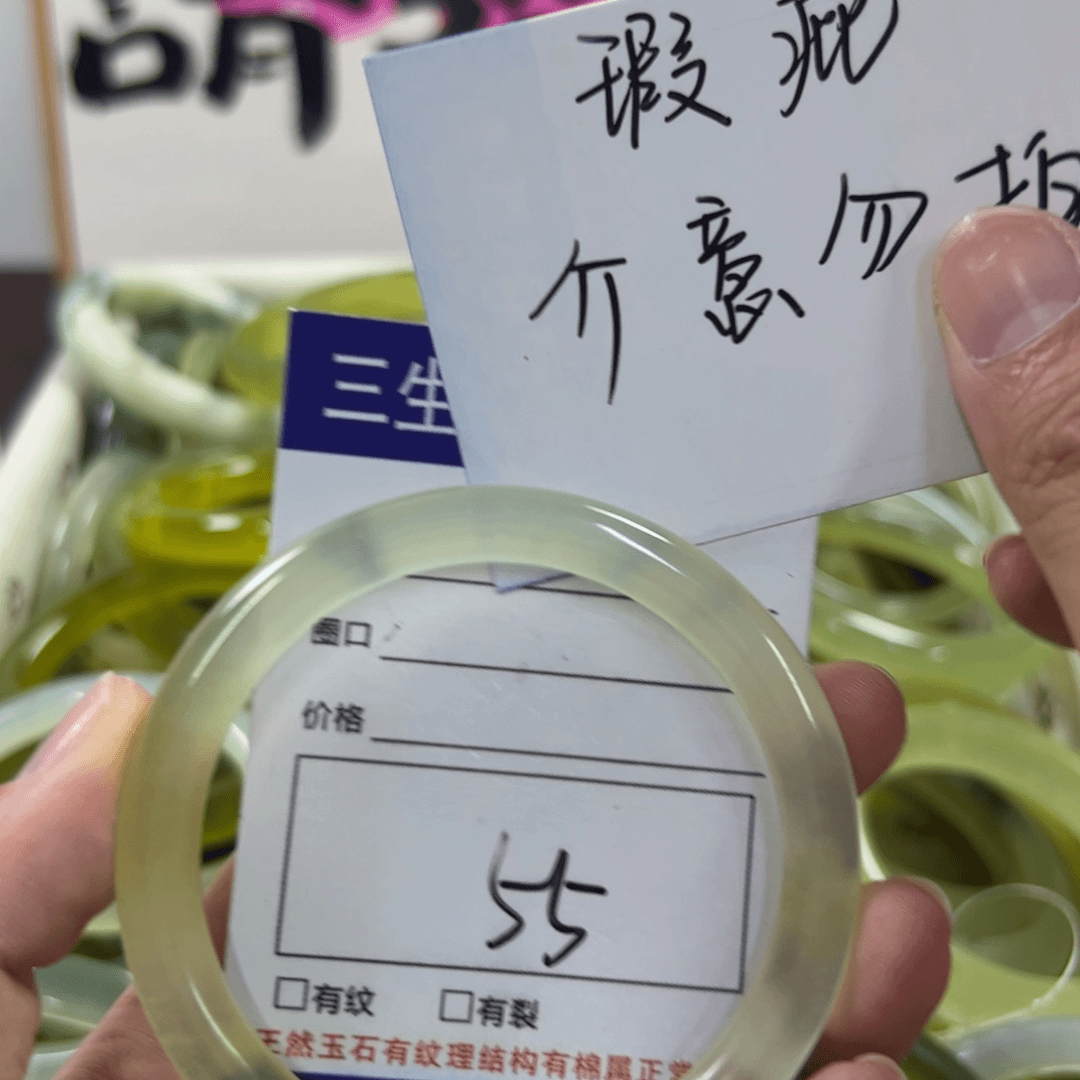 請
瑕疵
介意勿拍
三生
圈口
价格
55
□有纹 □有裂
天然玉石有纹理结构有棉属正常